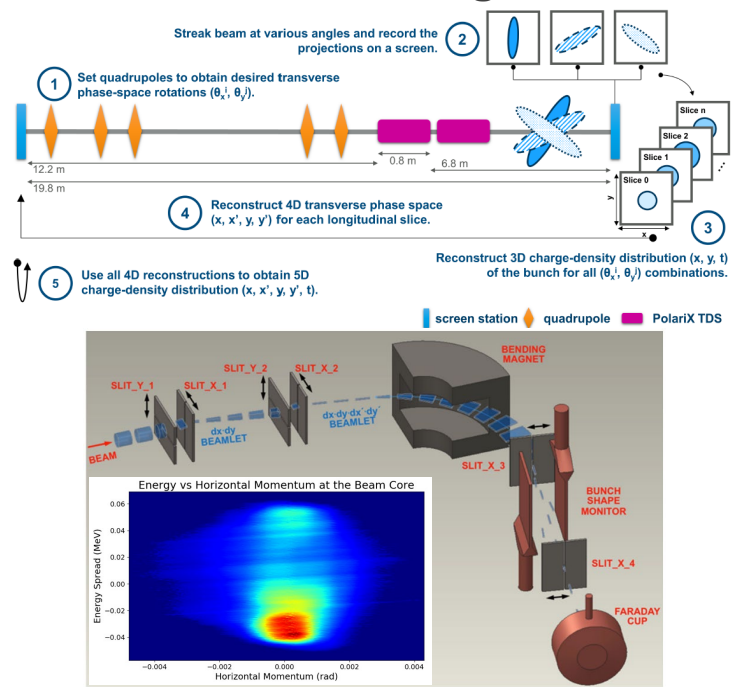 Streak beam at various angles and record the
projections on a screen.
2
1
Set quadrupoles to obtain desired transverse
phase-space rotations (θₓⁱ, θᵧʲ).
Slice n
Slice 2
Slice 1
...
Slice 0
y
x
0.8 m
12.2 m
6.8 m
19.8 m
4
Reconstruct 4D transverse phase space
(x, x’, y, y’) for each longitudinal slice.
3
Reconstruct 3D charge-density distribution (x, y, t)
of the bunch for all (θₓⁱ, θᵧʲ) combinations.
5
Use all 4D reconstructions to obtain 5D
charge-density distribution (x, x’, y, y’, t).
screen station
quadrupole
PolariX TDS
BENDING
MAGNET
SLIT_Y_1
SLIT_X_1
SLIT_Y_2
SLIT_X_2
dx·dy
BEAMLET
dx·dy·dx´·dy´
BEAMLET
BEAM
SLIT_X_3
BUNCH
SHAPE
MONITOR
SLIT_X_4
FARADAY
CUP
Energy vs Horizontal Momentum at the Beam Core
Energy Spread (MeV)
0.06
0.04
0.02
0.00
−0.02
−0.04
−0.004
−0.002
0.000
0.002
0.004
Horizontal Momentum (rad)